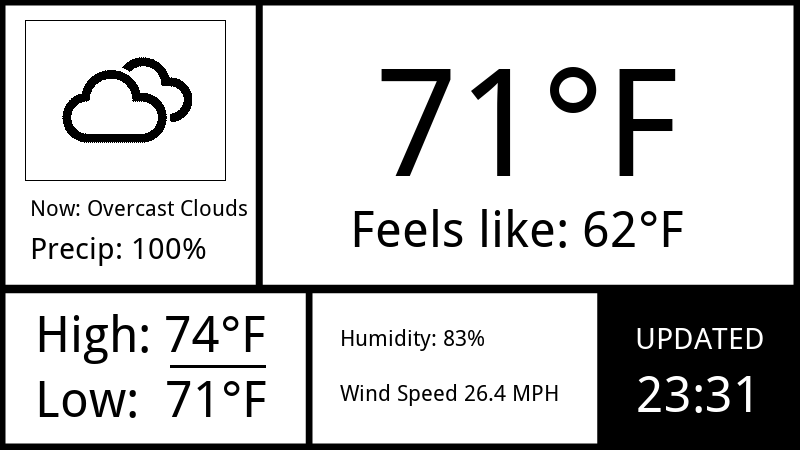 Now: Overcast Clouds
Precip: 100%
71°F
Feels like: 62°F
High: 74°F
Low: 71°F
Humidity: 83%
Wind Speed 26.4 MPH
UPDATED
23:31